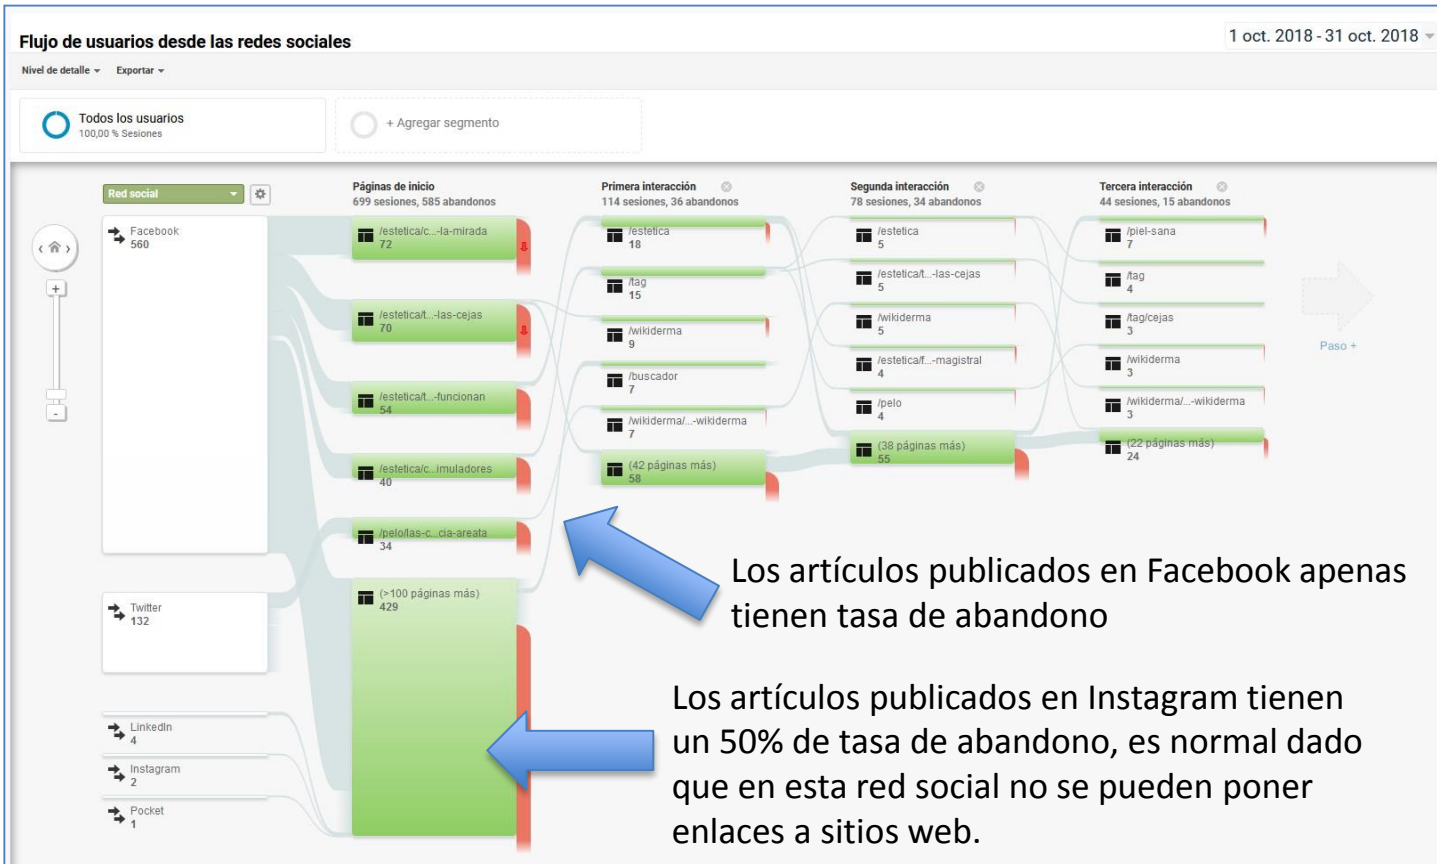 Flujo de usuarios desde las redes sociales
1 oct. 2018 - 31 oct. 2018
Nivel de detalle
Exportar
Todos los usuarios
100,00 % Sesiones
+ Agregar segmento
Red social
Páginas de inicio
699 sesiones, 585 abandonos
Primera interacción
114 sesiones, 36 abandonos
Segunda interacción
78 sesiones, 34 abandonos
Tercera interacción
44 sesiones, 15 abandonos
Facebook
560
Twitter
132
LinkedIn
4
Instagram
2
Pocket
1
/estetica/c...-la-mirada
72
/estetica/t...-las-cejas
70
/estetica/t...-funcionan
54
/estetica/c...imuladores
40
/pelo/las-c...cia-areata
34
(>100 páginas más)
429
/estetica
18
/tag
15
/wikiderma
9
/buscador
7
/wikiderma/...-wikiderma
7
(42 páginas más)
58
/estetica
5
/estetica/t...-las-cejas
5
/wikiderma
5
/estetica/f...-magistral
4
/pelo
4
(38 páginas más)
55
/piel-sana
7
/tag
4
/tag/cejas
3
/wikiderma
3
/wikiderma/...-wikiderma
3
(22 páginas más)
24
Paso +
Los artículos publicados en Facebook apenas
tienen tasa de abandono
Los artículos publicados en Instagram tienen
un 50% de tasa de abandono, es normal dado
que en esta red social no se pueden poner
enlaces a sitios web.